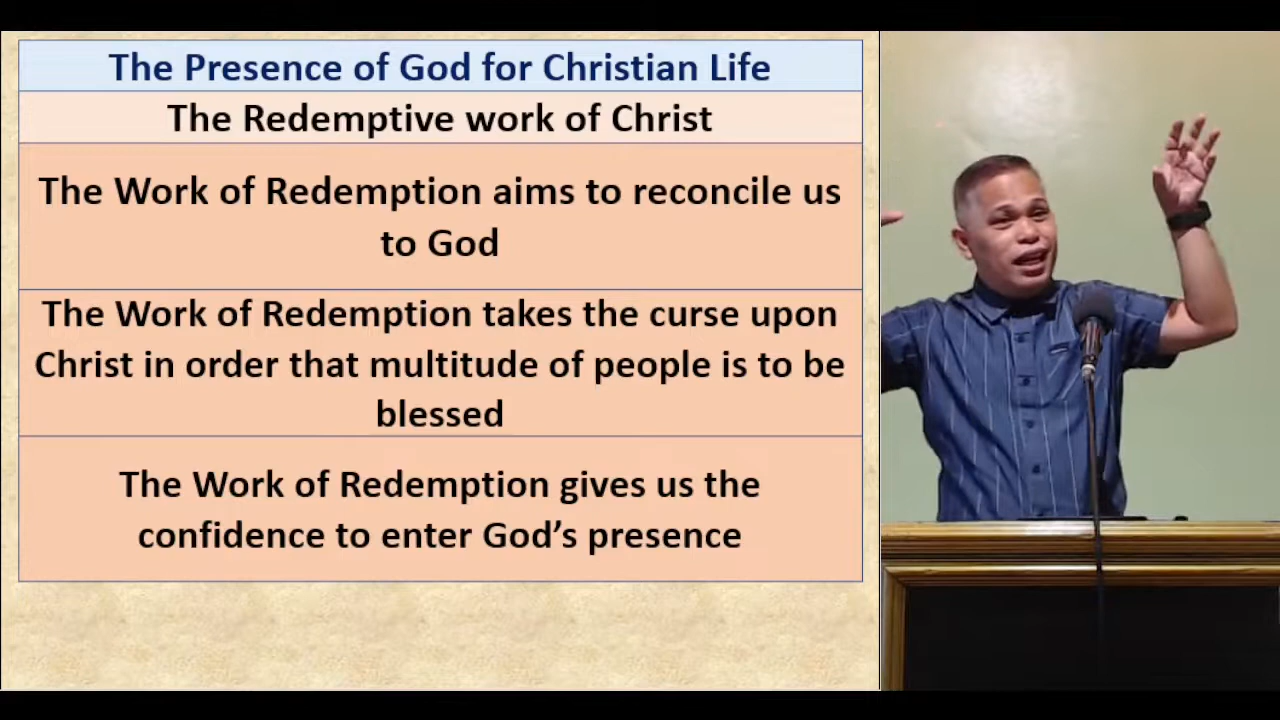 The Presence of God for Christian Life
The Redemptive work of Christ
The Work of Redemption aims to reconcile us
to God
The Work of Redemption takes the curse upon
Christ in order that multitude of people is to be
blessed
The Work of Redemption gives us the
confidence to enter God’s presence